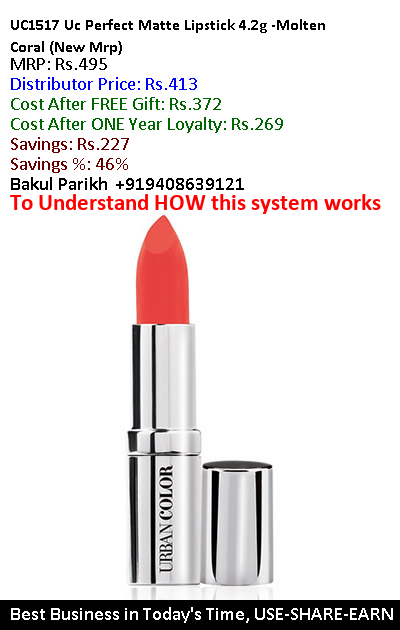 UC1517 Uc Perfect Matte Lipstick 4.2g -Molten
Coral (New Mrp)
MRP: Rs.495
Distributor Price: Rs.413
Cost After FREE Gift: Rs.372
Cost After ONE Year Loyalty: Rs.269
Savings: Rs.227
Savings %: 46%
Bakul Parikh +919408639121
To Understand HOW this system works
URBAN COLOR
Best Business in Today's Time, USE-SHARE-EARN